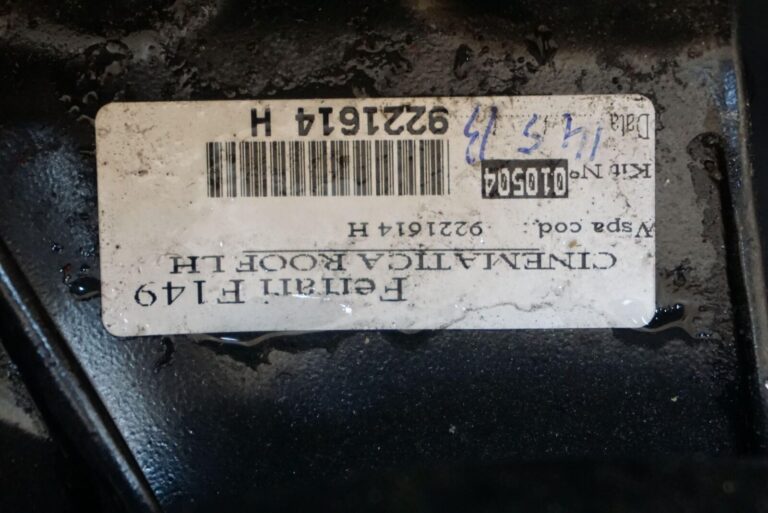 Ferrari F149
CINEMATICA ROOF LH
Vspa cod. : 9221614 H
Kit N° 010504
Data 14 5 13
9221614 H